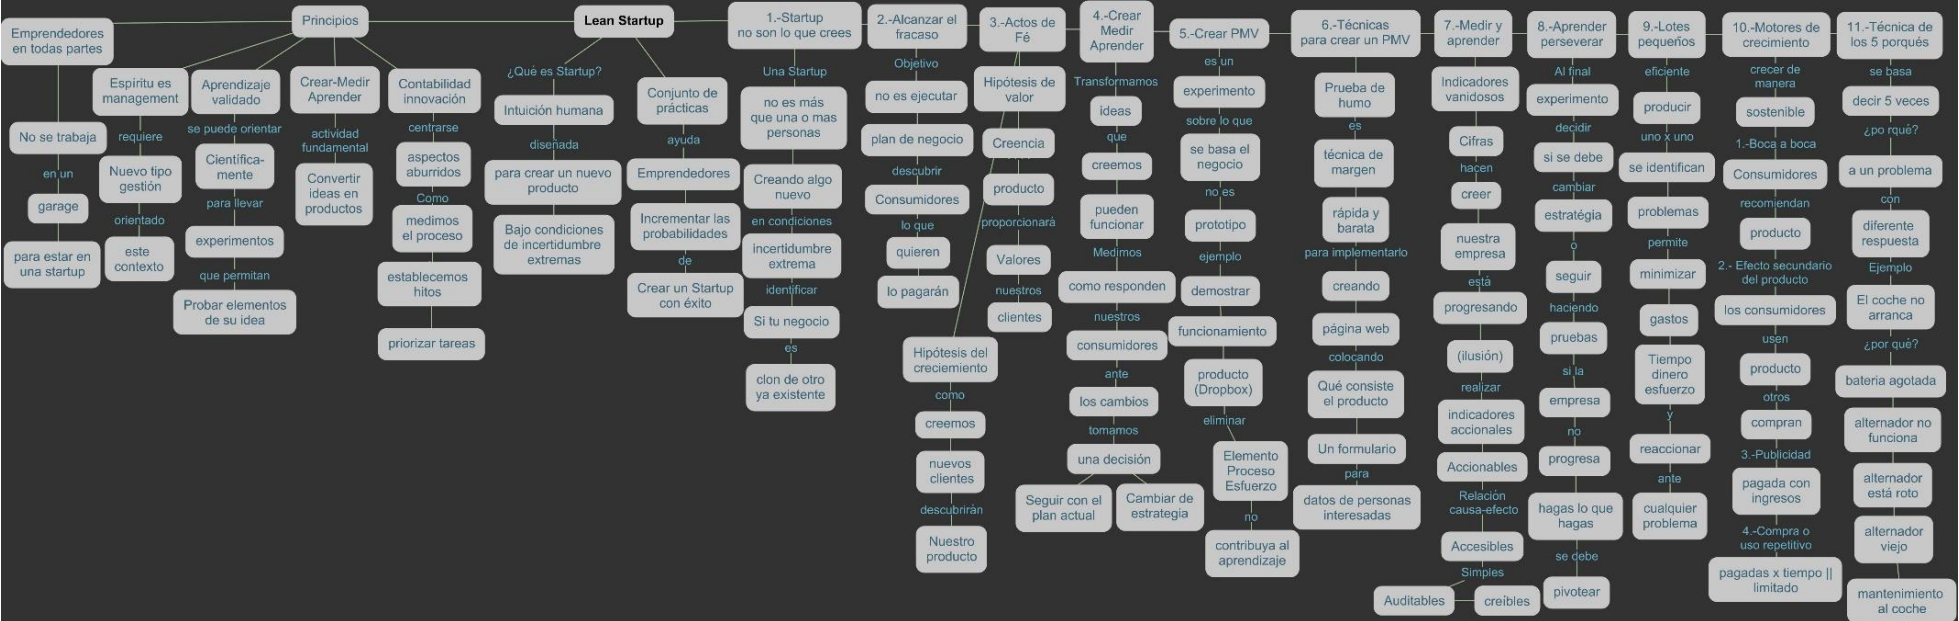 Lean Startup
Principios
Emprendedores
en todas partes
No se trabaja
en un
garage
para estar en
una startup
Espíritu es
management
requiere
Nuevo tipo
gestión
orientado
este
contexto
Aprendizaje
validado
se puede orientar
Científica-
mente
para llevar
experimentos
que permitan
Probar elementos
de su idea
Crear-Medir
Aprender
actividad
fundamental
Convertir
ideas en
productos
Contabilidad
innovación
centrarse
aspectos
aburridos
Como
medimos
el proceso
establecemos
hitos
priorizar tareas
¿Qué es Startup?
Intuición humana
diseñada
para crear un nuevo
producto
Bajo condiciones
de incertidumbre
extremas
Conjunto de
prácticas
ayuda
Emprendedores
Incrementar las
probabilidades
de
Crear un Startup
con éxito
1.-Startup
no son lo que crees
Una Startup
no es más
que una o mas
personas
Creando algo
nuevo
en condiciones
incertidumbre
extrema
identificar
Si tu negocio
es
clon de otro
ya existente
2.-Alcanzar el
fracaso
Objetivo
no es ejecutar
plan de negocio
descubrir
Consumidores
lo que
quieren
lo pagarán
3.-Actos de
Fé
Hipótesis de
valor
Creencia
producto
proporcionará
Valores
nuestros
clientes
Hipótesis del
creciemiento
como
creemos
nuevos
clientes
descubrirán
Nuestro
producto
4.-Crear
Medir
Aprender
Transformamos
ideas
que
creemos
pueden
funcionar
Medimos
como responden
nuestros
consumidores
ante
los cambios
tomamos
una decisión
Seguir con el
plan actual
Cambiar de
estrategia
5.-Crear PMV
es un
experimento
sobre lo que
se basa el
negocio
no es
prototipo
ejemplo
demostrar
funcionamiento
producto
(Dropbox)
eliminar
Elemento
Proceso
Esfuerzo
no
contribuya al
aprendizaje
6.-Técnicas
para crear un PMV
Prueba de
humo
es
técnica de
margen
rápida y
barata
para implementarlo
creando
página web
colocando
Qué consiste
el producto
Un formulario
para
datos de personas
interesadas
7.-Medir y
aprender
Indicadores
vanidosos
Cifras
hacen
creer
nuestra
empresa
está
progresando
(ilusión)
realizar
indicadores
accionales
Accionables
Relación
causa-efecto
Accesibles
Simples
Auditables
creíbles
8.-Aprender
perseverar
Al final
experimento
decidir
si se debe
cambiar
estratégia
o
seguir
haciendo
pruebas
si la
empresa
no
progresa
hagas lo que
hagas
se debe
pivotear
9.-Lotes
pequeños
eficiente
producir
uno x uno
se identifican
problemas
permite
minimizar
gastos
Tiempo
dinero
esfuerzo
y
reaccionar
ante
cualquier
problema
10.-Motores de
crecimiento
crecer de
manera
sostenible
1.-Boca a boca
Consumidores
recomiendan
producto
2.- Efecto secundario
del producto
los consumidores
usen
producto
otros
compran
3.-Publicidad
pagada con
ingresos
4.-Compra o
uso repetitivo
pagadas x tiempo ||
limitado
11.-Técnica de
los 5 porqués
se basa
decir 5 veces
¿po rqué?
a un problema
con
diferente
respuesta
Ejemplo
El coche no
arranca
¿por qué?
bateria agotada
alternador no
funciona
alternador
está roto
alternador
viejo
mantenimiento
al coche